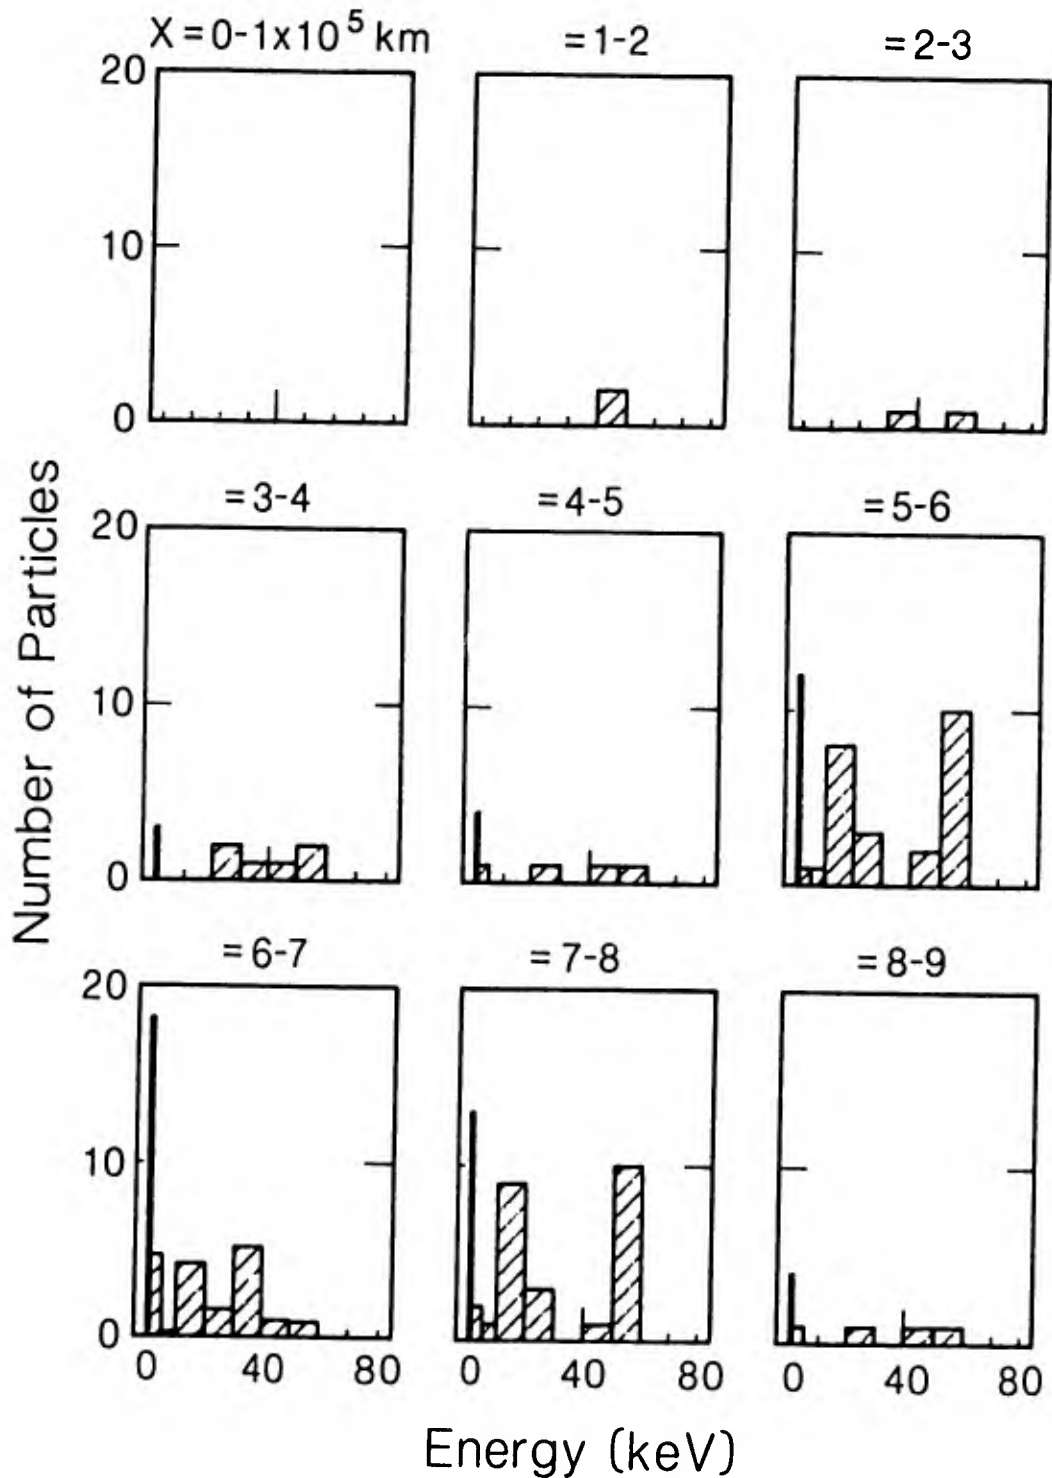 X = 0-1x10⁵ km
= 1-2
= 2-3
20
10
0
= 3-4
= 4-5
= 5-6
20
10
0
Number of Particles
= 6-7
= 7-8
= 8-9
20
10
0
0 40 80
0 40 80
0 40 80
Energy (keV)